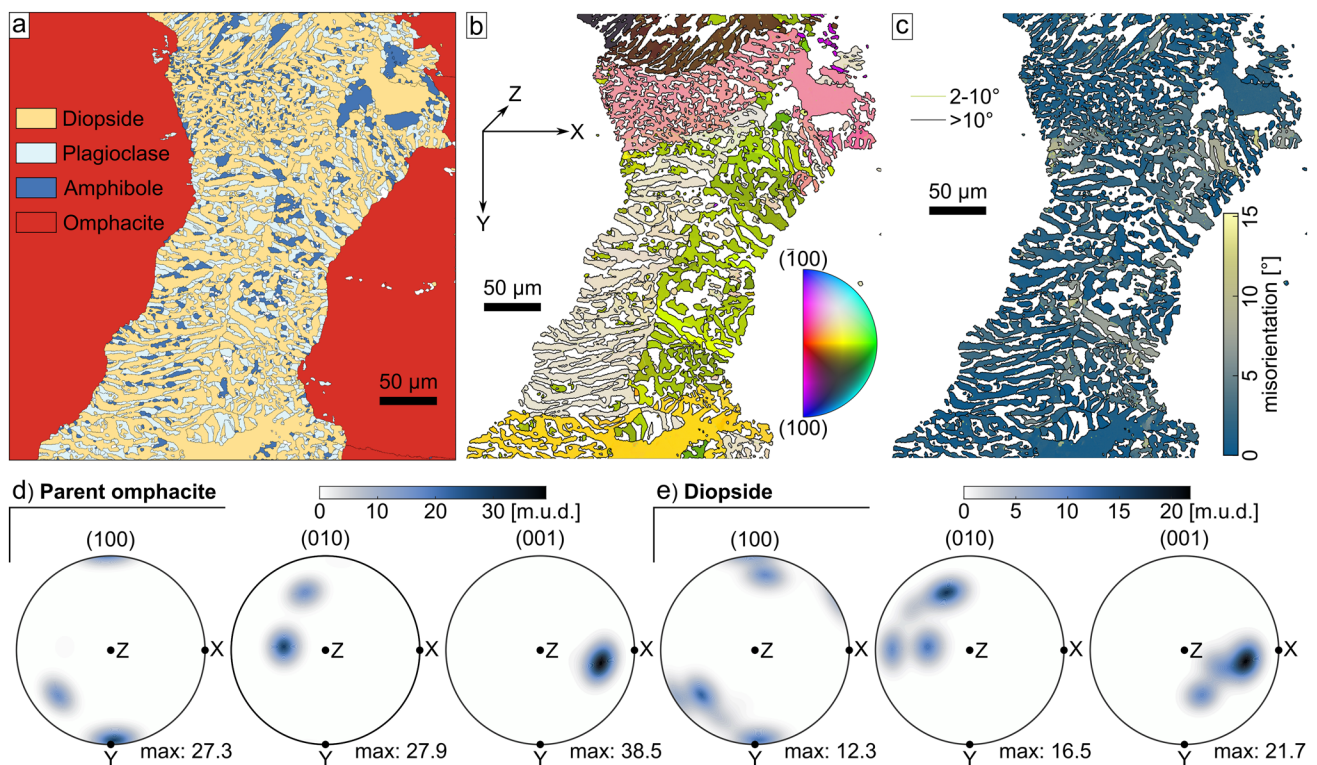 a
Diopside
Plagioclase
Amphibole
Omphacite
50 µm
b
Z
X
Y
50 µm
(1̄00)
(100)
c
2-10°
>10°
50 µm
15
10
5
0
misorientation [°]
d) Parent omphacite
0 10 20 30 [m.u.d.]
(100) (010) (001)
Z X Z X Z X
Y max: 27.3 Y max: 27.9 Y max: 38.5
e) Diopside
0 5 10 15 20 [m.u.d.]
(100) (010) (001)
Z X Z X Z X
Y max: 12.3 Y max: 16.5 Y max: 21.7